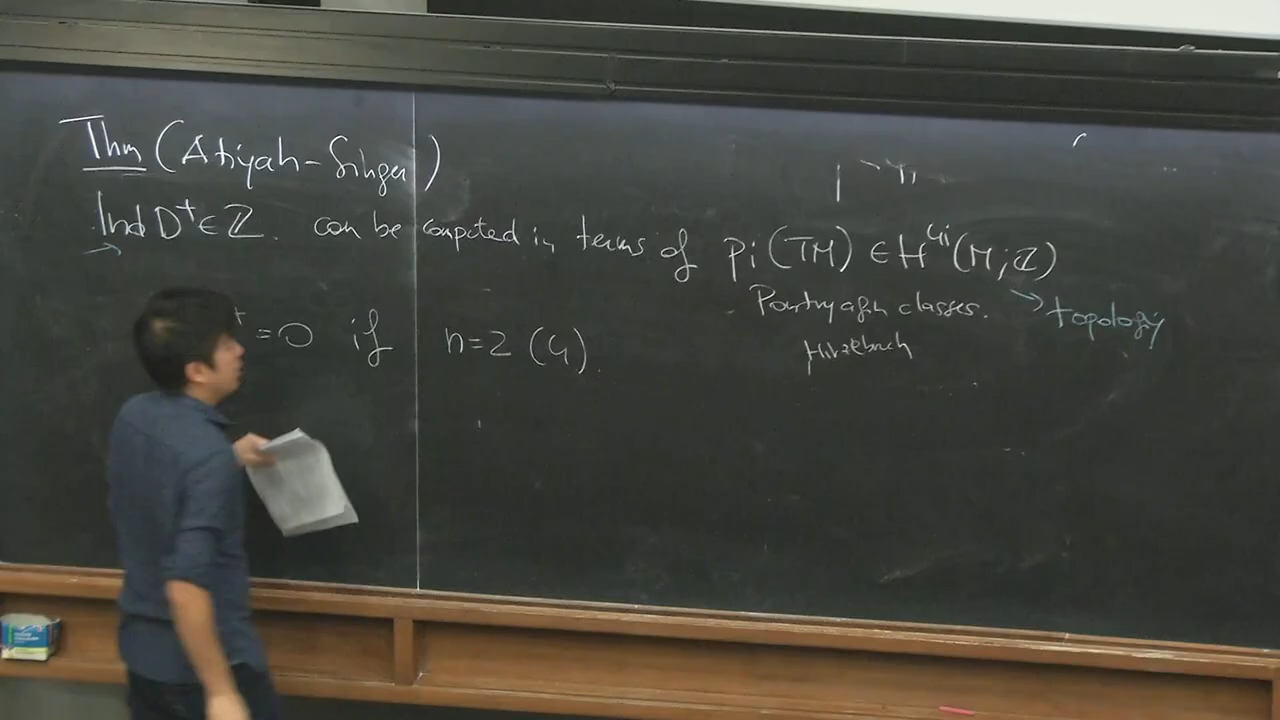 Thm (Atiyah-Singer)
Ind D⁺ ∈ ℤ. can be computed in terms of pi(TM) ∈ H⁴ⁱ(M; ℤ)
Pontryagin classes. → topology
Hirzebruch
⁺ = 0 if n=2 (4).